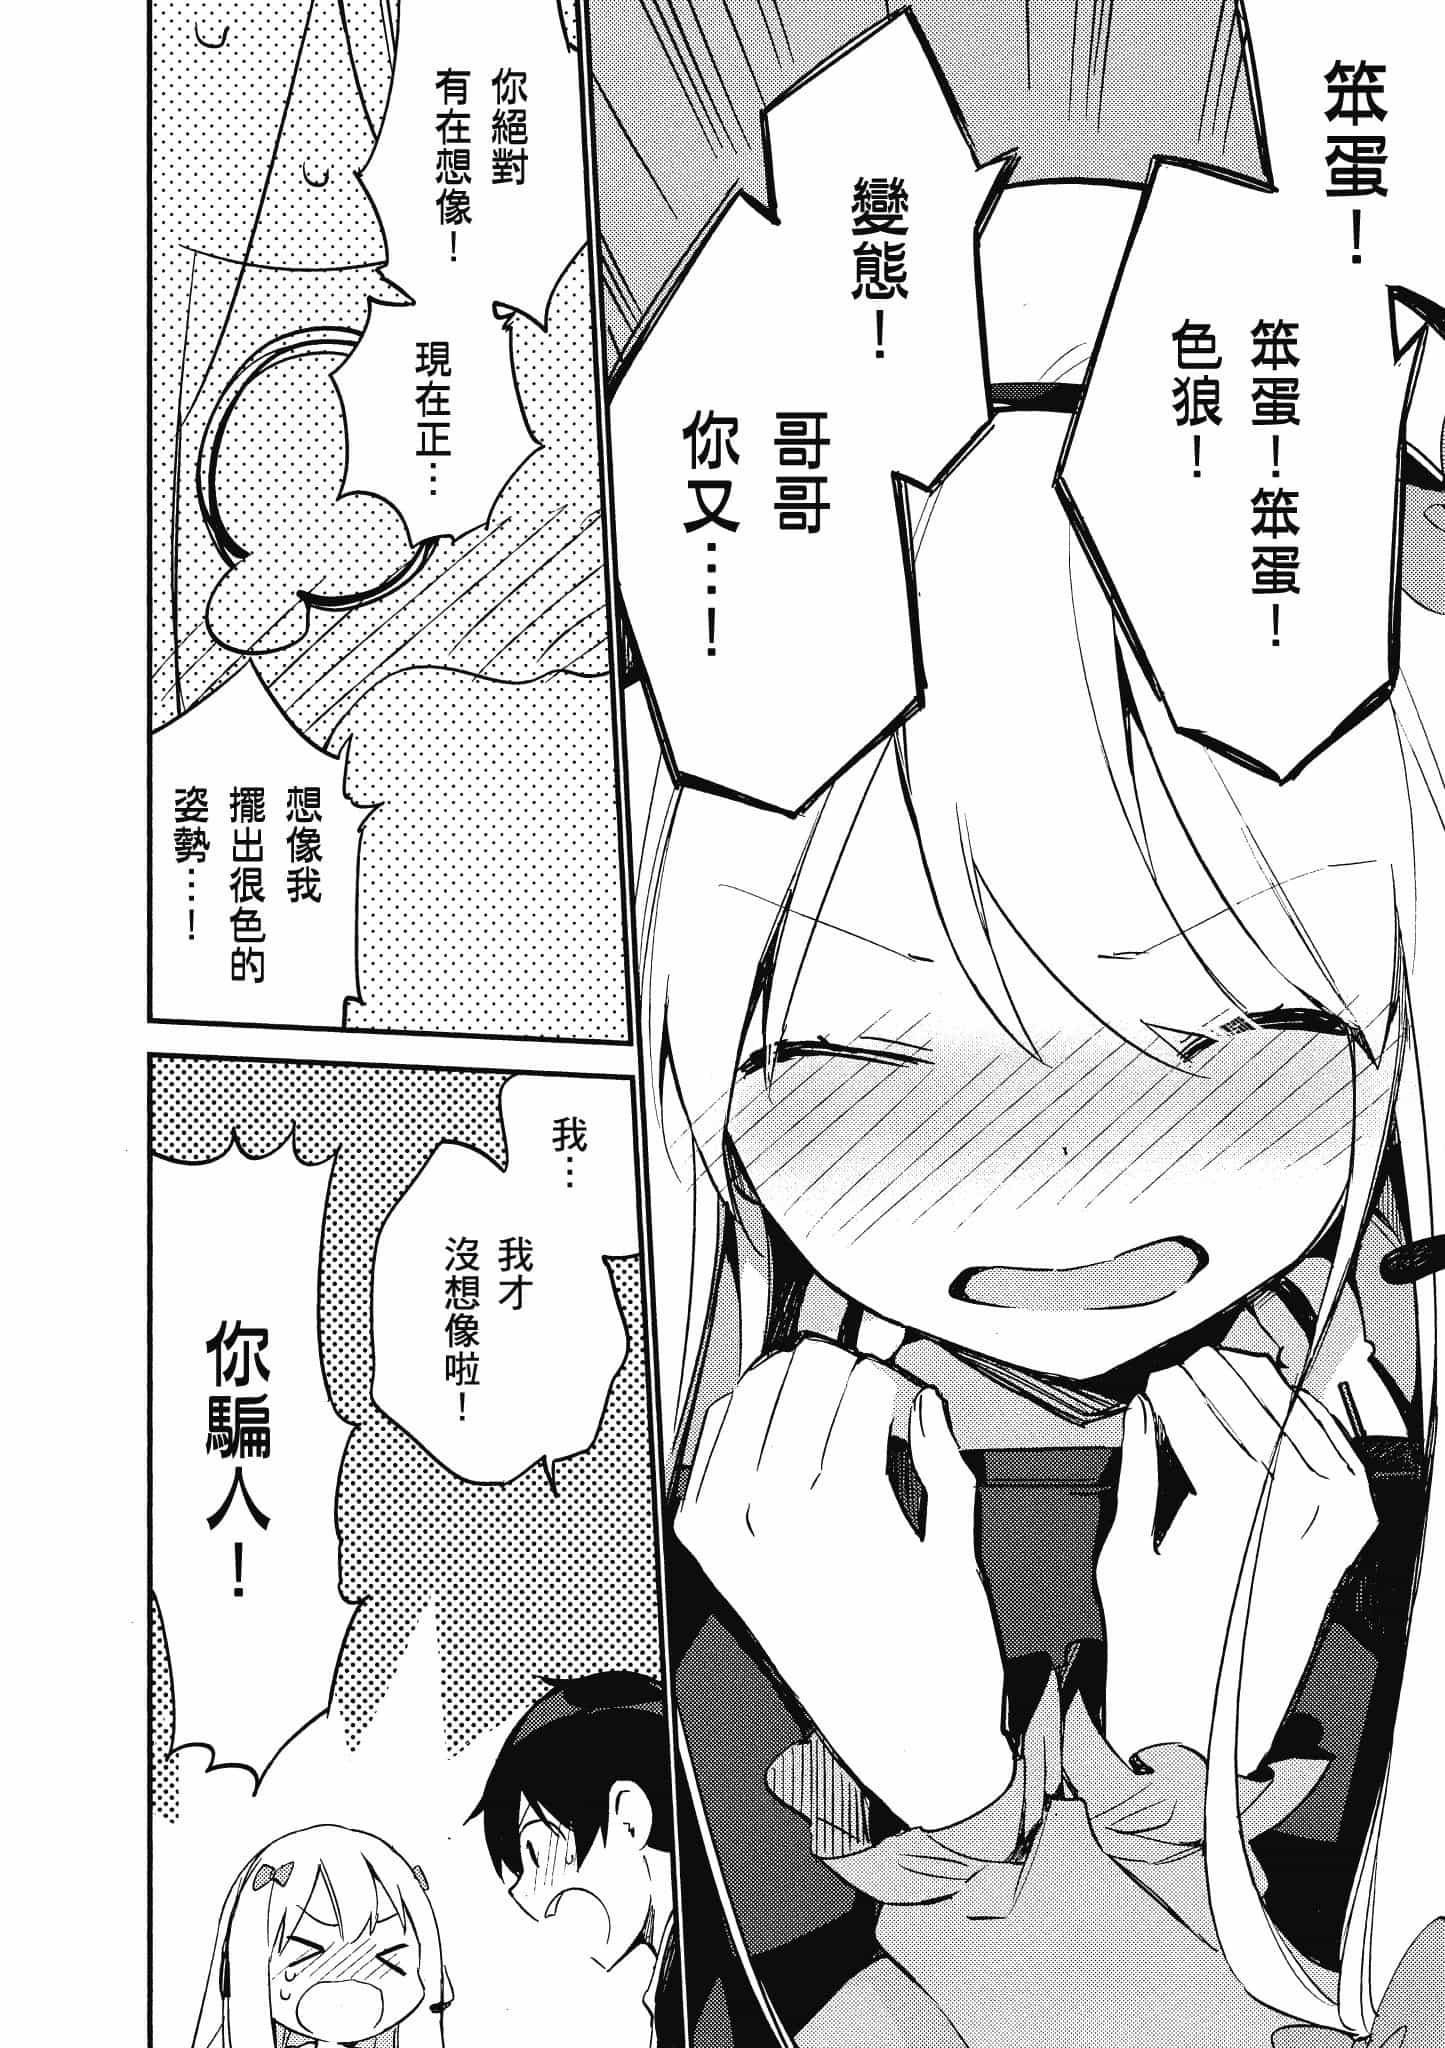 笨蛋！
笨蛋！笨蛋！
色狼！
變態！
哥哥
你又…！
你絕對
有在想像！
現在正…
想像我
擺出很色的
姿勢…！
我…
我才
沒想像啦！
你騙人！